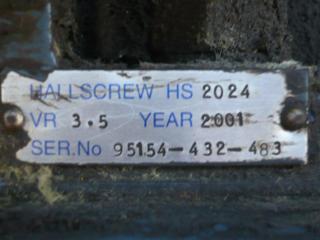 HALLSCREW HS 2024
VR 3.5 YEAR 2001
SER.No 95154-432-483